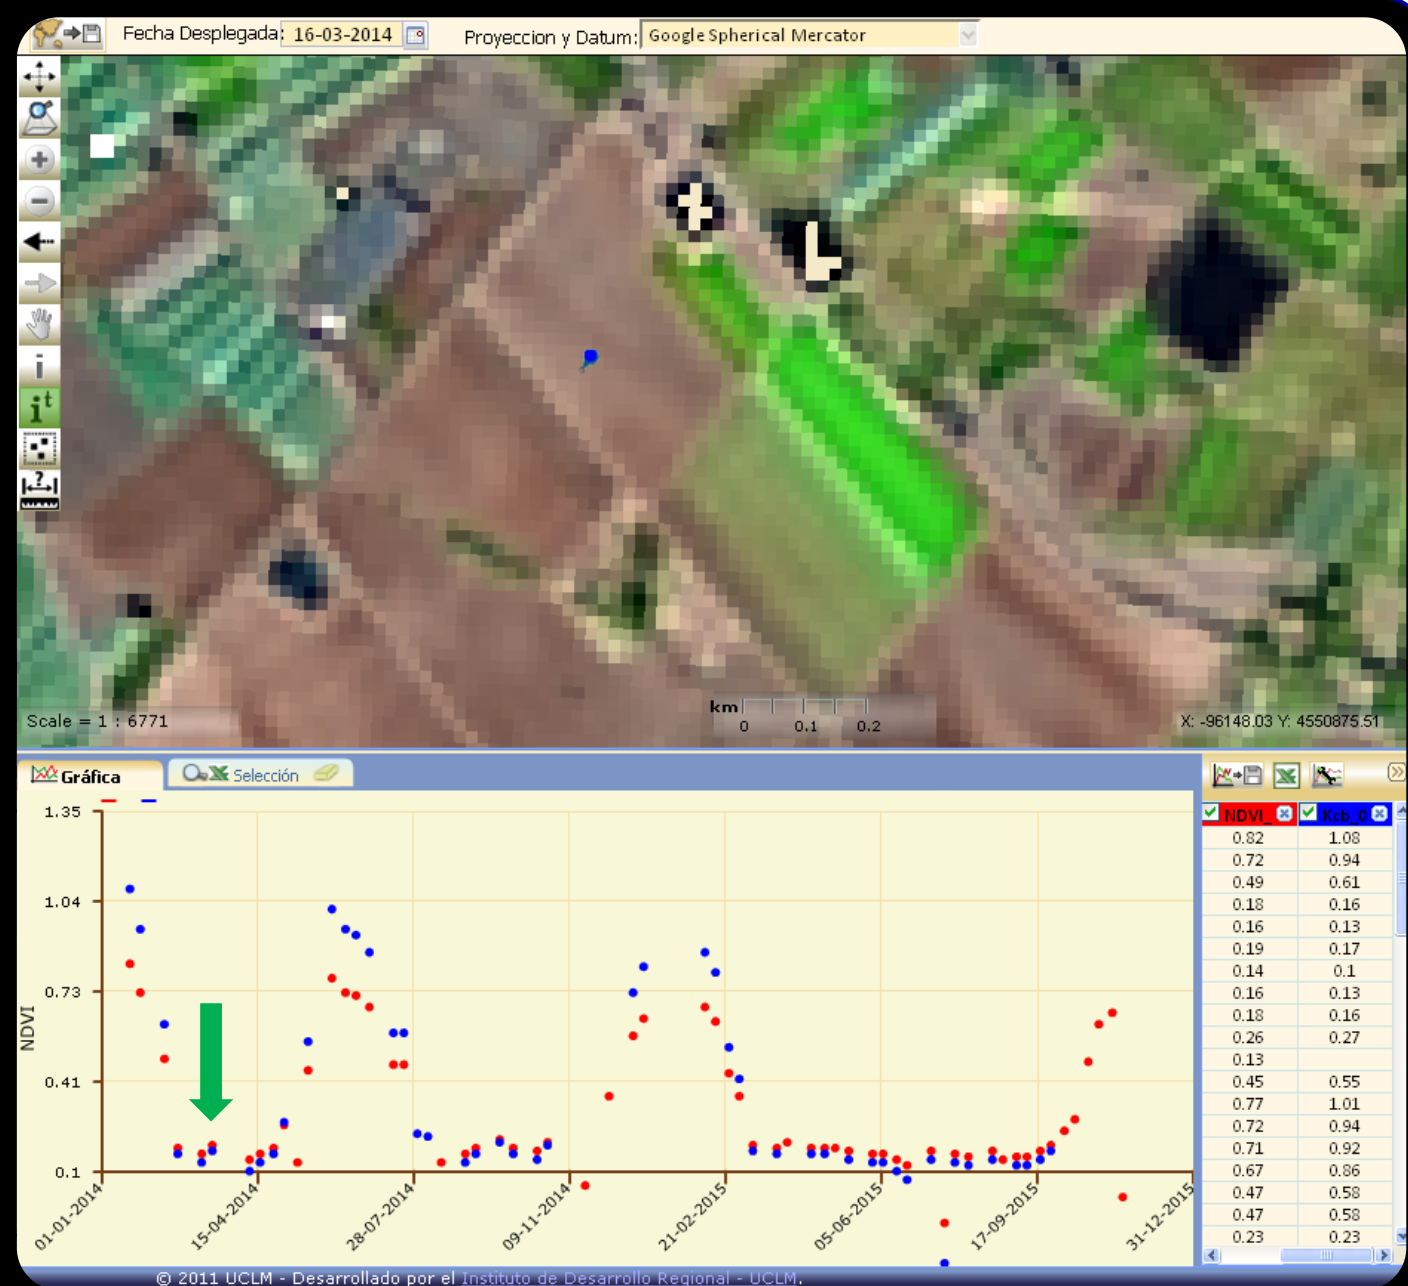 Fecha Desplegada: 16-03-2014 Proyeccion y Datum: Google Spherical Mercator
i
it
?
Scale = 1 : 6771
km
0 0.1 0.2
X: -96148.03 Y: 4550875.51
Gráfica Selección
NDVI_ Kcb_0
0.82 1.08
0.72 0.94
0.49 0.61
0.18 0.16
0.16 0.13
0.19 0.17
0.14 0.1
0.16 0.13
0.18 0.16
0.26 0.27
0.13
0.45 0.55
0.77 1.01
0.72 0.94
0.71 0.92
0.67 0.86
0.47 0.58
0.47 0.58
0.23 0.23
1.35
1.04
0.73
0.41
0.1
NDVI
01-01-2014 15-04-2014 28-07-2014 09-11-2014 21-02-2015 05-06-2015 17-09-2015 31-12-2015
© 2011 UCLM - Desarrollado por el Instituto de Desarrollo Regional - UCLM.